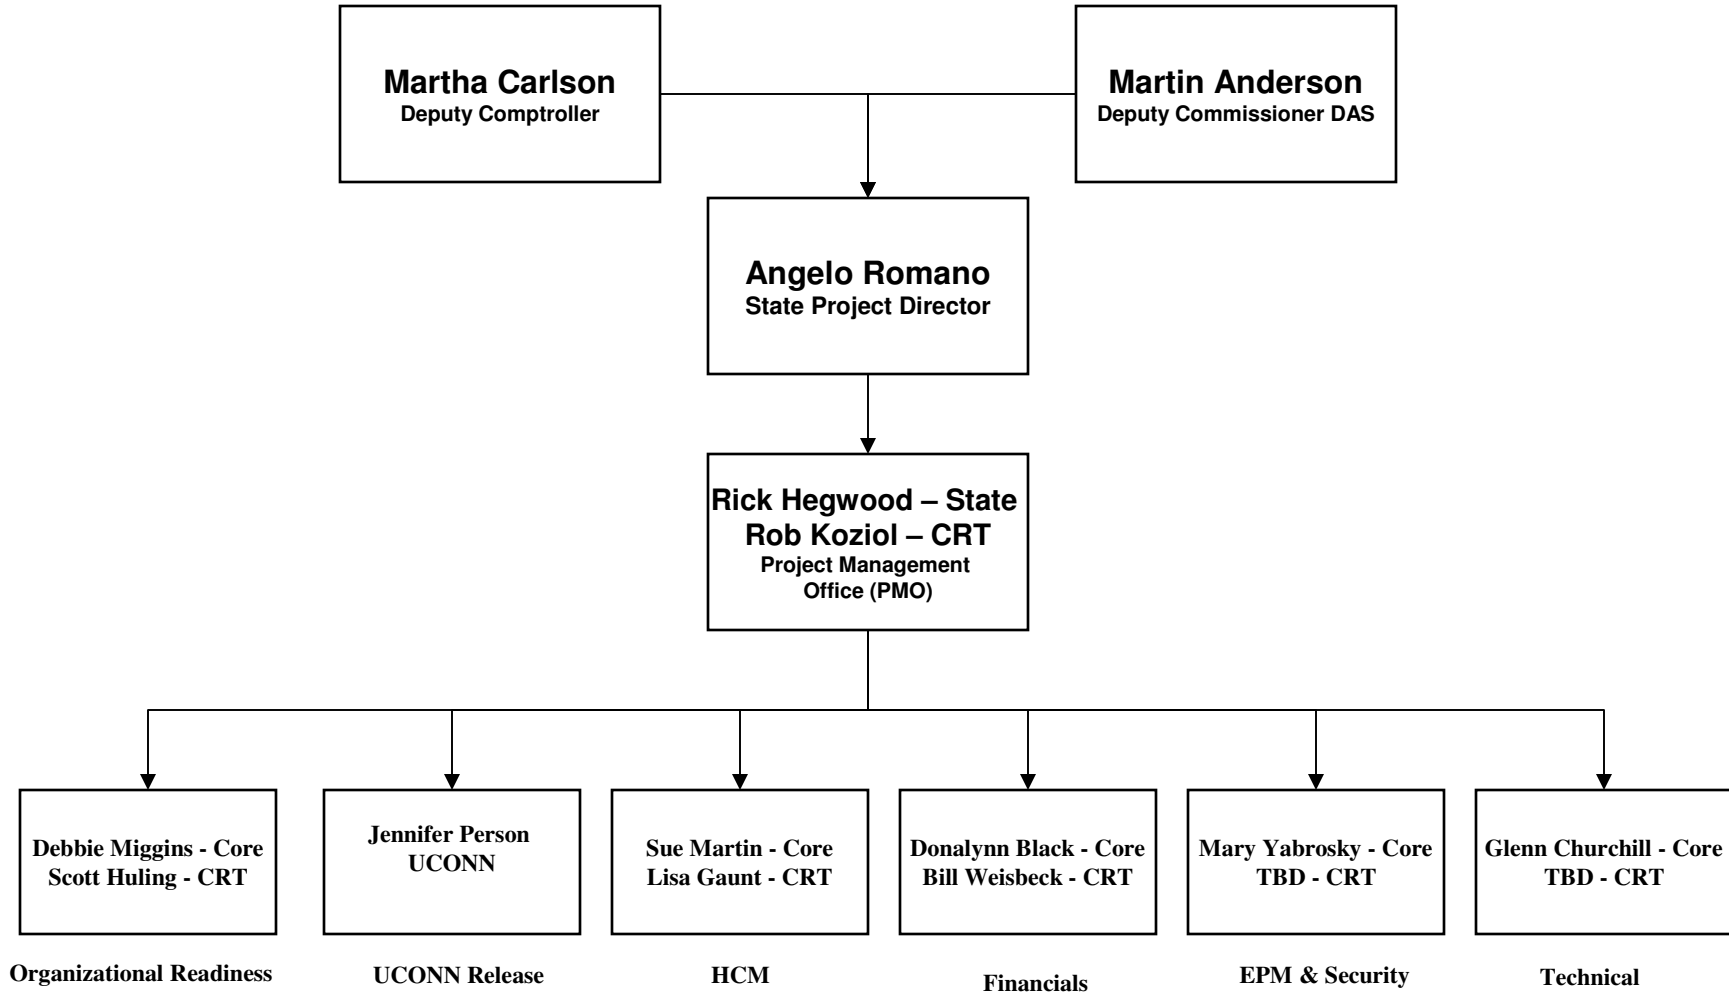 Martha Carlson
Deputy Comptroller
Martin Anderson
Deputy Commissioner DAS
Angelo Romano
State Project Director
Rick Hegwood – State
Rob Koziol – CRT
Project Management
Office (PMO)
Debbie Miggins - Core
Scott Huling - CRT
Jennifer Person
UCONN
Sue Martin - Core
Lisa Gaunt - CRT
Donalynn Black - Core
Bill Weisbeck - CRT
Mary Yabrosky - Core
TBD - CRT
Glenn Churchill - Core
TBD - CRT
Organizational Readiness
UCONN Release
HCM
Financials
EPM & Security
Technical